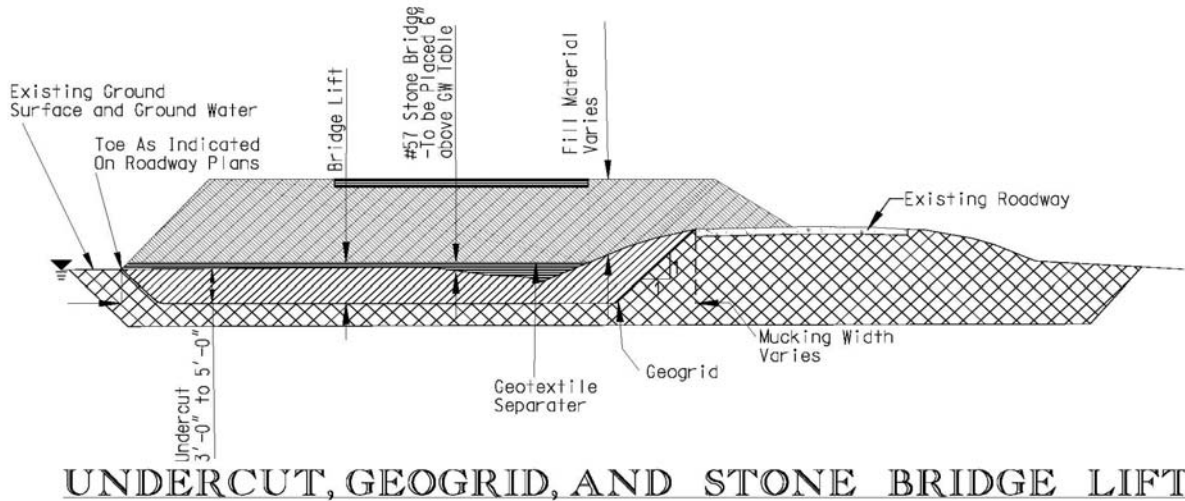 Existing Ground
Surface and Ground Water
Toe As Indicated
On Roadway Plans
Bridge Lift
#57 Stone Bridge
-To be Placed 6"
above GW Table
Fill Material
Varies
Existing Roadway
Undercut
3'-0" to 5'-0"
Geotextile
Separater
Geogrid
Mucking Width
Varies
UNDERCUT, GEOGRID, AND STONE BRIDGE LIFT